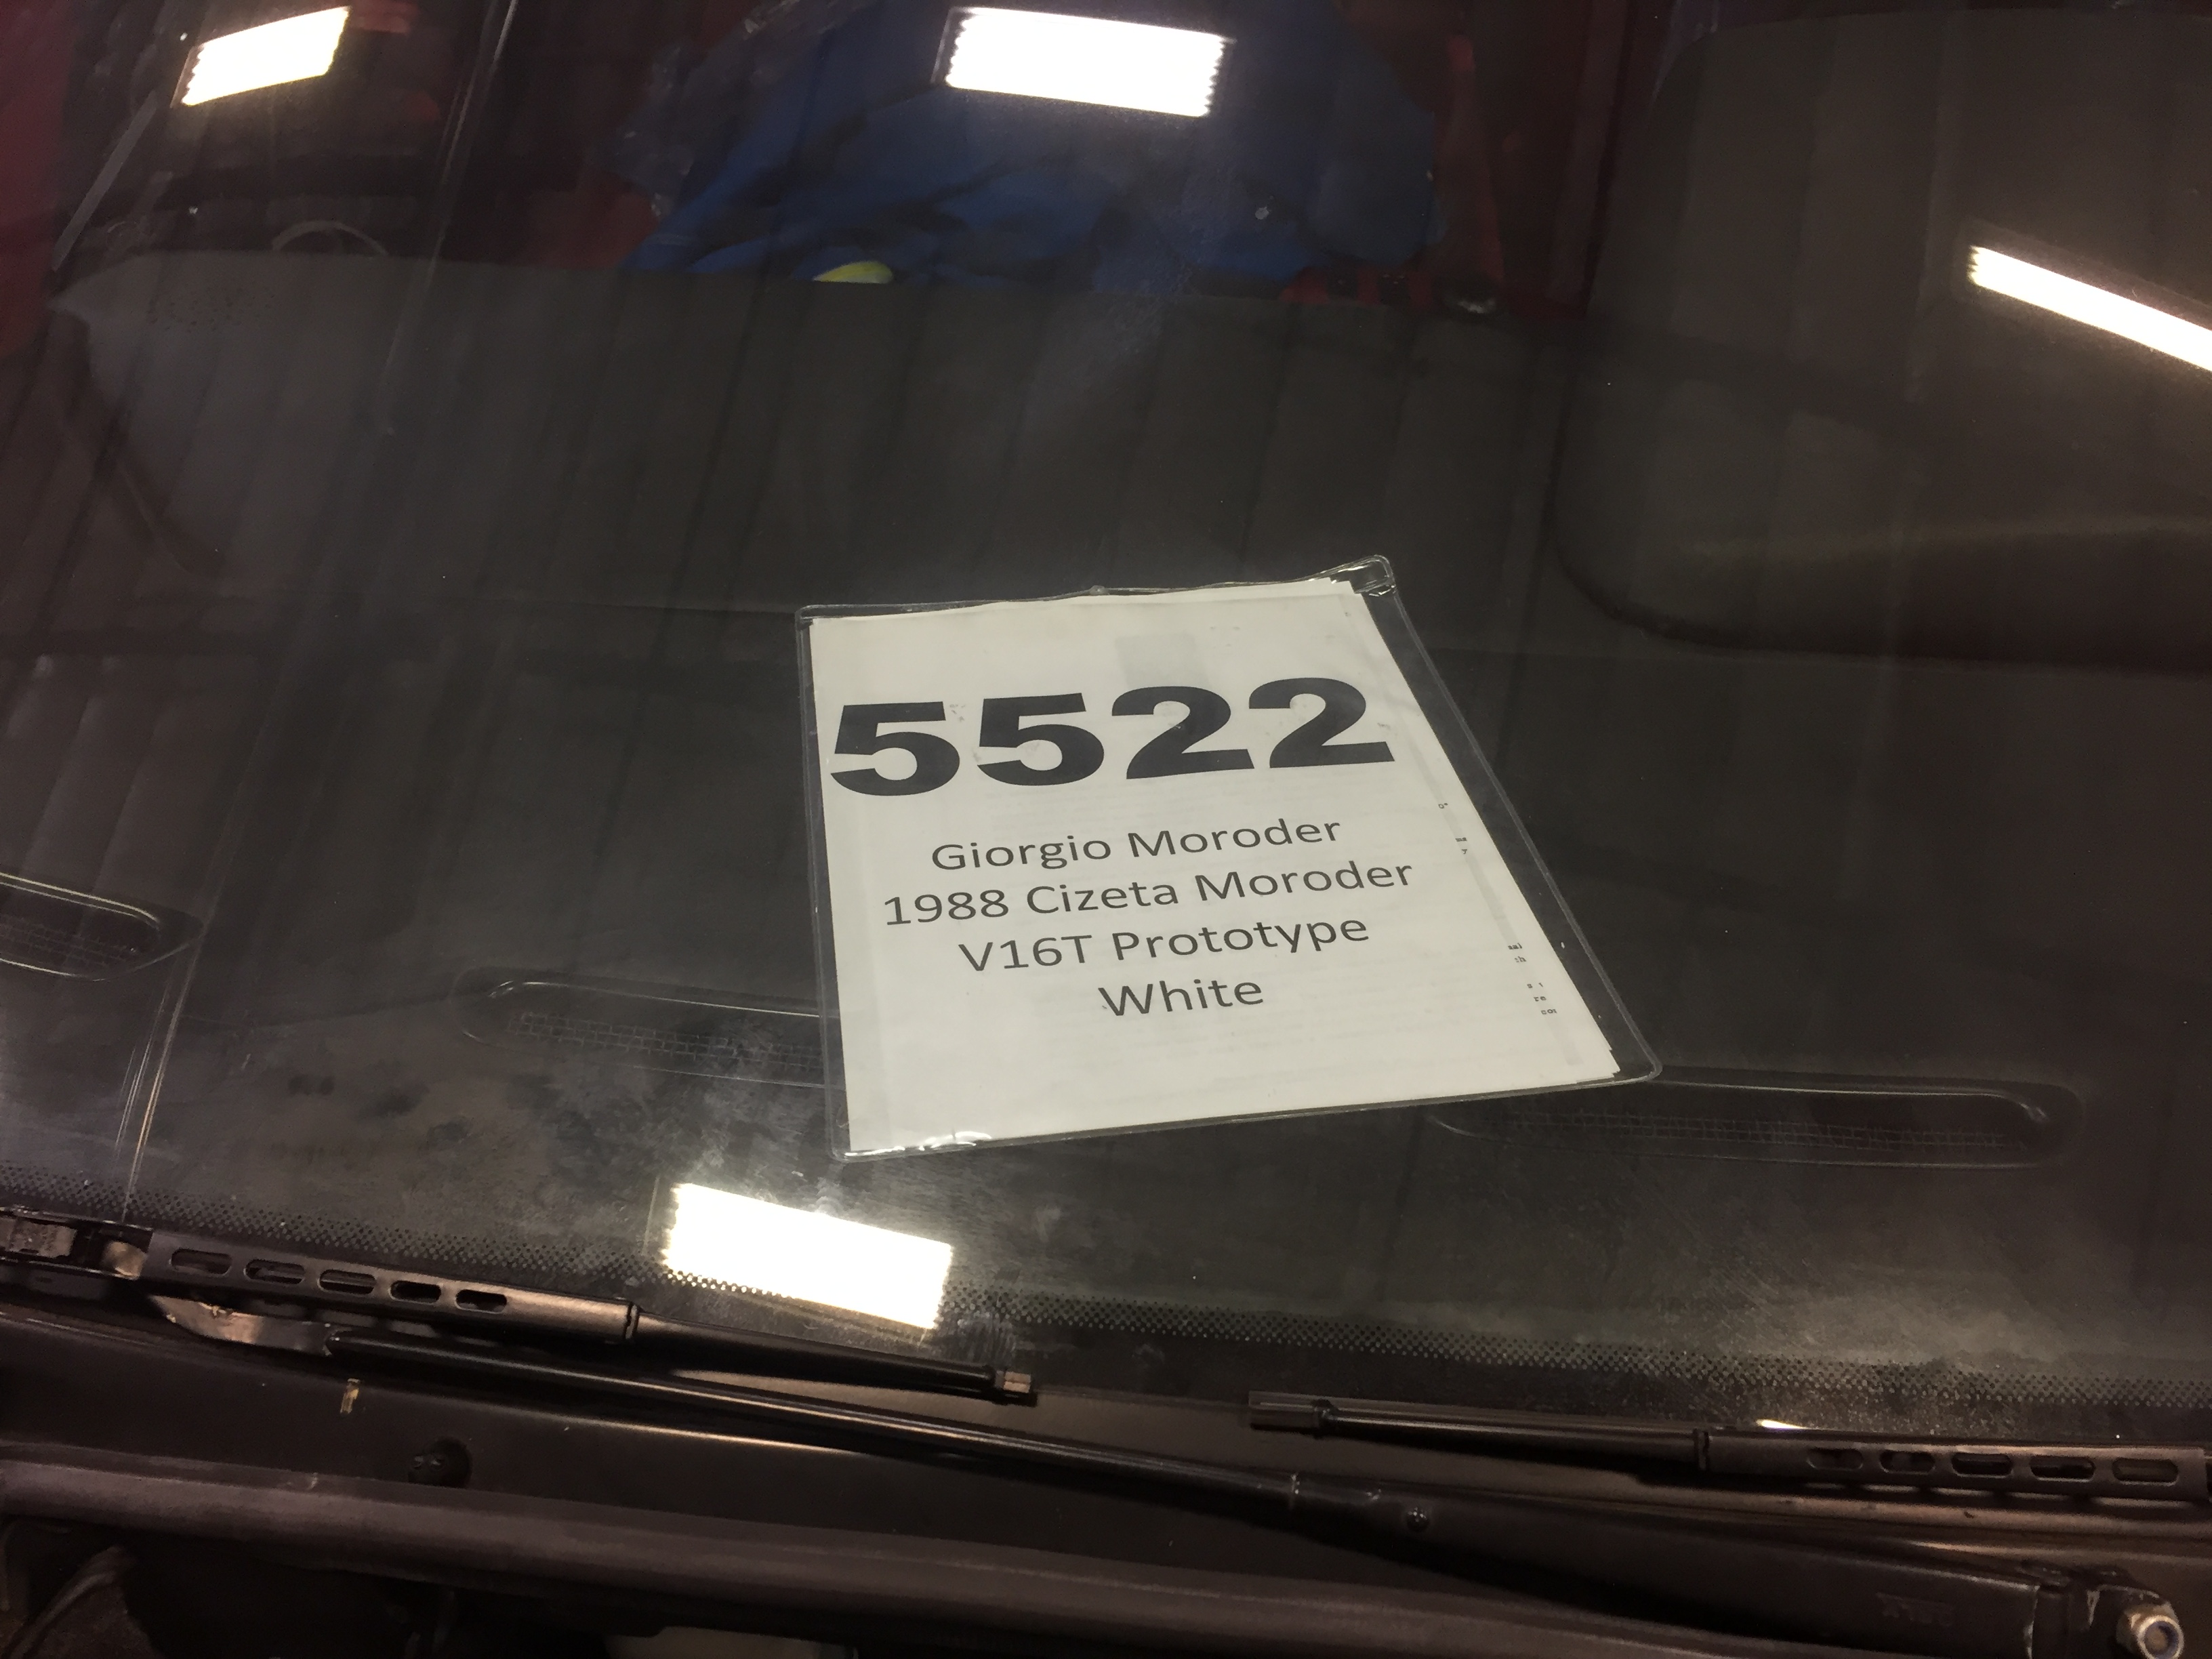 5522
Giorgio Moroder
1988 Cizeta Moroder
V16T Prototype
White